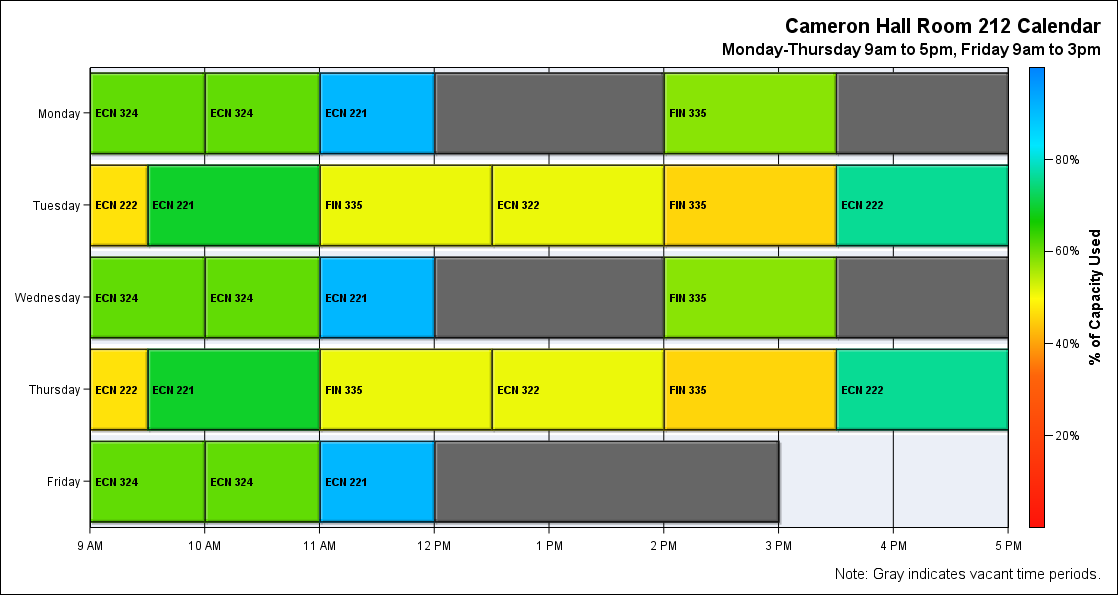 Cameron Hall Room 212 Calendar
Monday-Thursday 9am to 5pm, Friday 9am to 3pm
Monday
ECN 324
ECN 324
ECN 221
FIN 335
Tuesday
ECN 222
ECN 221
FIN 335
ECN 322
FIN 335
ECN 222
Wednesday
ECN 324
ECN 324
ECN 221
FIN 335
Thursday
ECN 222
ECN 221
FIN 335
ECN 322
FIN 335
ECN 222
Friday
ECN 324
ECN 324
ECN 221
9 AM
10 AM
11 AM
12 PM
1 PM
2 PM
3 PM
4 PM
5 PM
80%
60%
40%
20%
% of Capacity Used
Note: Gray indicates vacant time periods.